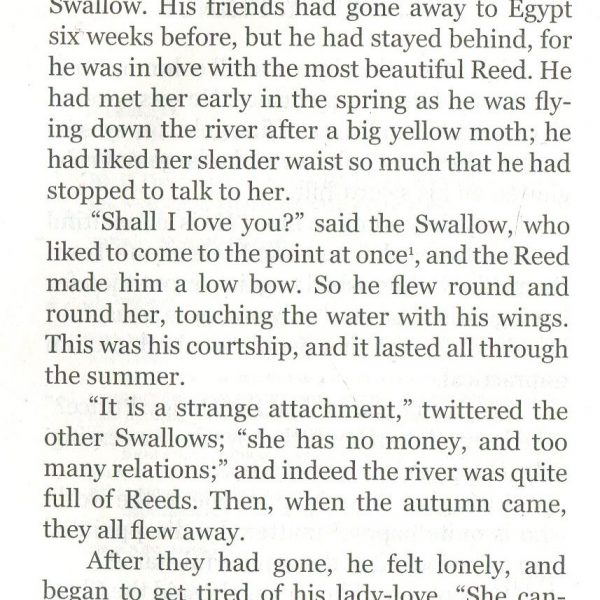 Swallow. His friends had gone away to Egypt
six weeks before, but he had stayed behind, for
he was in love with the most beautiful Reed. He
had met her early in the spring as he was fly-
ing down the river after a big yellow moth; he
had liked her slender waist so much that he had
stopped to talk to her.
“Shall I love you?” said the Swallow, who
liked to come to the point at once¹, and the Reed
made him a low bow. So he flew round and
round her, touching the water with his wings.
This was his courtship, and it lasted all through
the summer.
“It is a strange attachment,” twittered the
other Swallows; “she has no money, and too
many relations;” and indeed the river was quite
full of Reeds. Then, when the autumn came,
they all flew away.
After they had gone, he felt lonely, and
began to get tired of his lady-love. “She can-